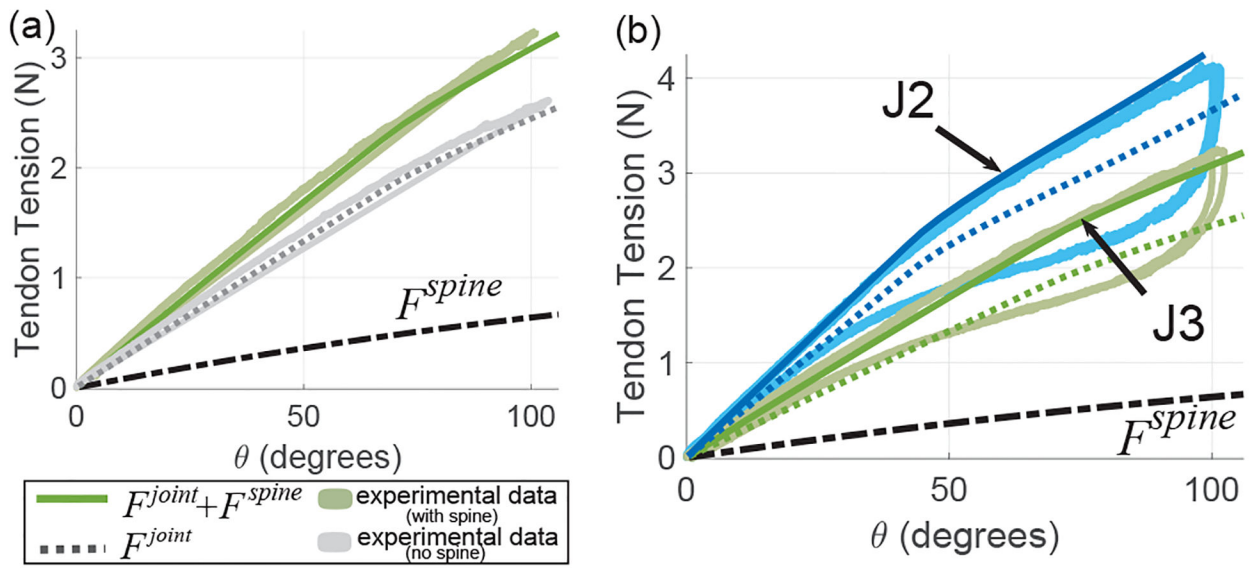 (a)
Tendon Tension (N)
3
2
1
0
0
50
100
F^spine
θ (degrees)
F^joint+F^spine
experimental data
(with spine)
F^joint
experimental data
(no spine)
(b)
Tendon Tension (N)
4
3
2
1
0
0
50
100
J2
J3
F^spine
θ (degrees)